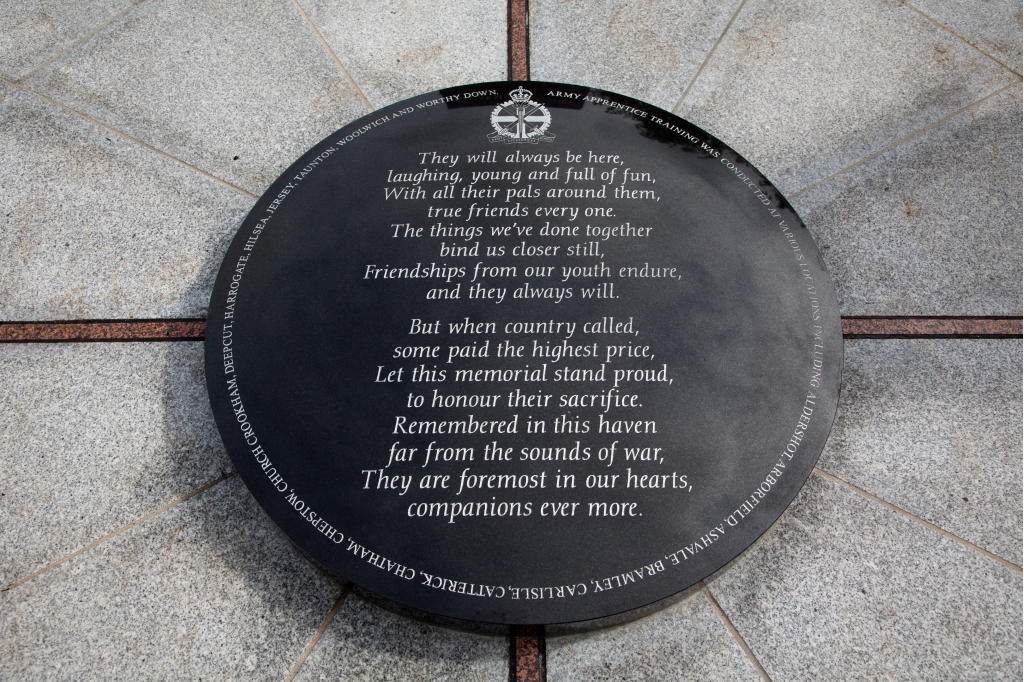 ARMY APPRENTICE TRAINING WAS CONDUCTED AT VARIOUS LOCATIONS INCLUDING ALDERSHOT, ARBORFIELD, ASHVALE, BRAMLEY, CARLISLE, CATTERICK, CHATHAM, CHEPSTOW, CHURCH CROOKHAM, DEEPCUT, HARROGATE, HILSEA, JERSEY, TAUNTON, WOOLWICH AND WORTHY DOWN.
They will always be here,
laughing, young and full of fun,
With all their pals around them,
true friends every one.
The things we've done together
bind us closer still,
Friendships from our youth endure,
and they always will.
But when country called,
some paid the highest price,
Let this memorial stand proud,
to honour their sacrifice.
Remembered in this haven
far from the sounds of war,
They are foremost in our hearts,
companions ever more.